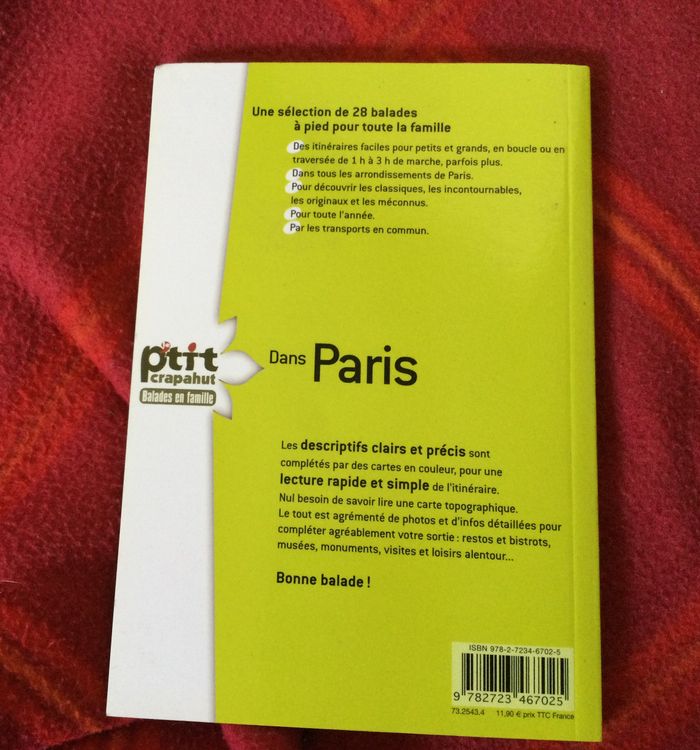 Une sélection de 28 balades
à pied pour toute la famille
Des itinéraires faciles pour petits et grands, en boucle ou en
traversée de 1 h à 3 h de marche, parfois plus.
Dans tous les arrondissements de Paris.
Pour découvrir les classiques, les incontournables,
les originaux et les méconnus.
Pour toute l'année.
Par les transports en commun.
p'tit
crapahut
Balades en famille
Dans Paris
Les descriptifs clairs et précis sont
complétés par des cartes en couleur, pour une
lecture rapide et simple de l'itinéraire.
Nul besoin de savoir lire une carte topographique.
Le tout est agrémenté de photos et d'infos détaillées pour
compléter agréablement votre sortie : restos et bistrots,
musées, monuments, visites et loisirs alentour...
Bonne balade !
ISBN 978-2-7234-6702-5
9 782723 467025
73.2543.4 11,90 € prix TTC France